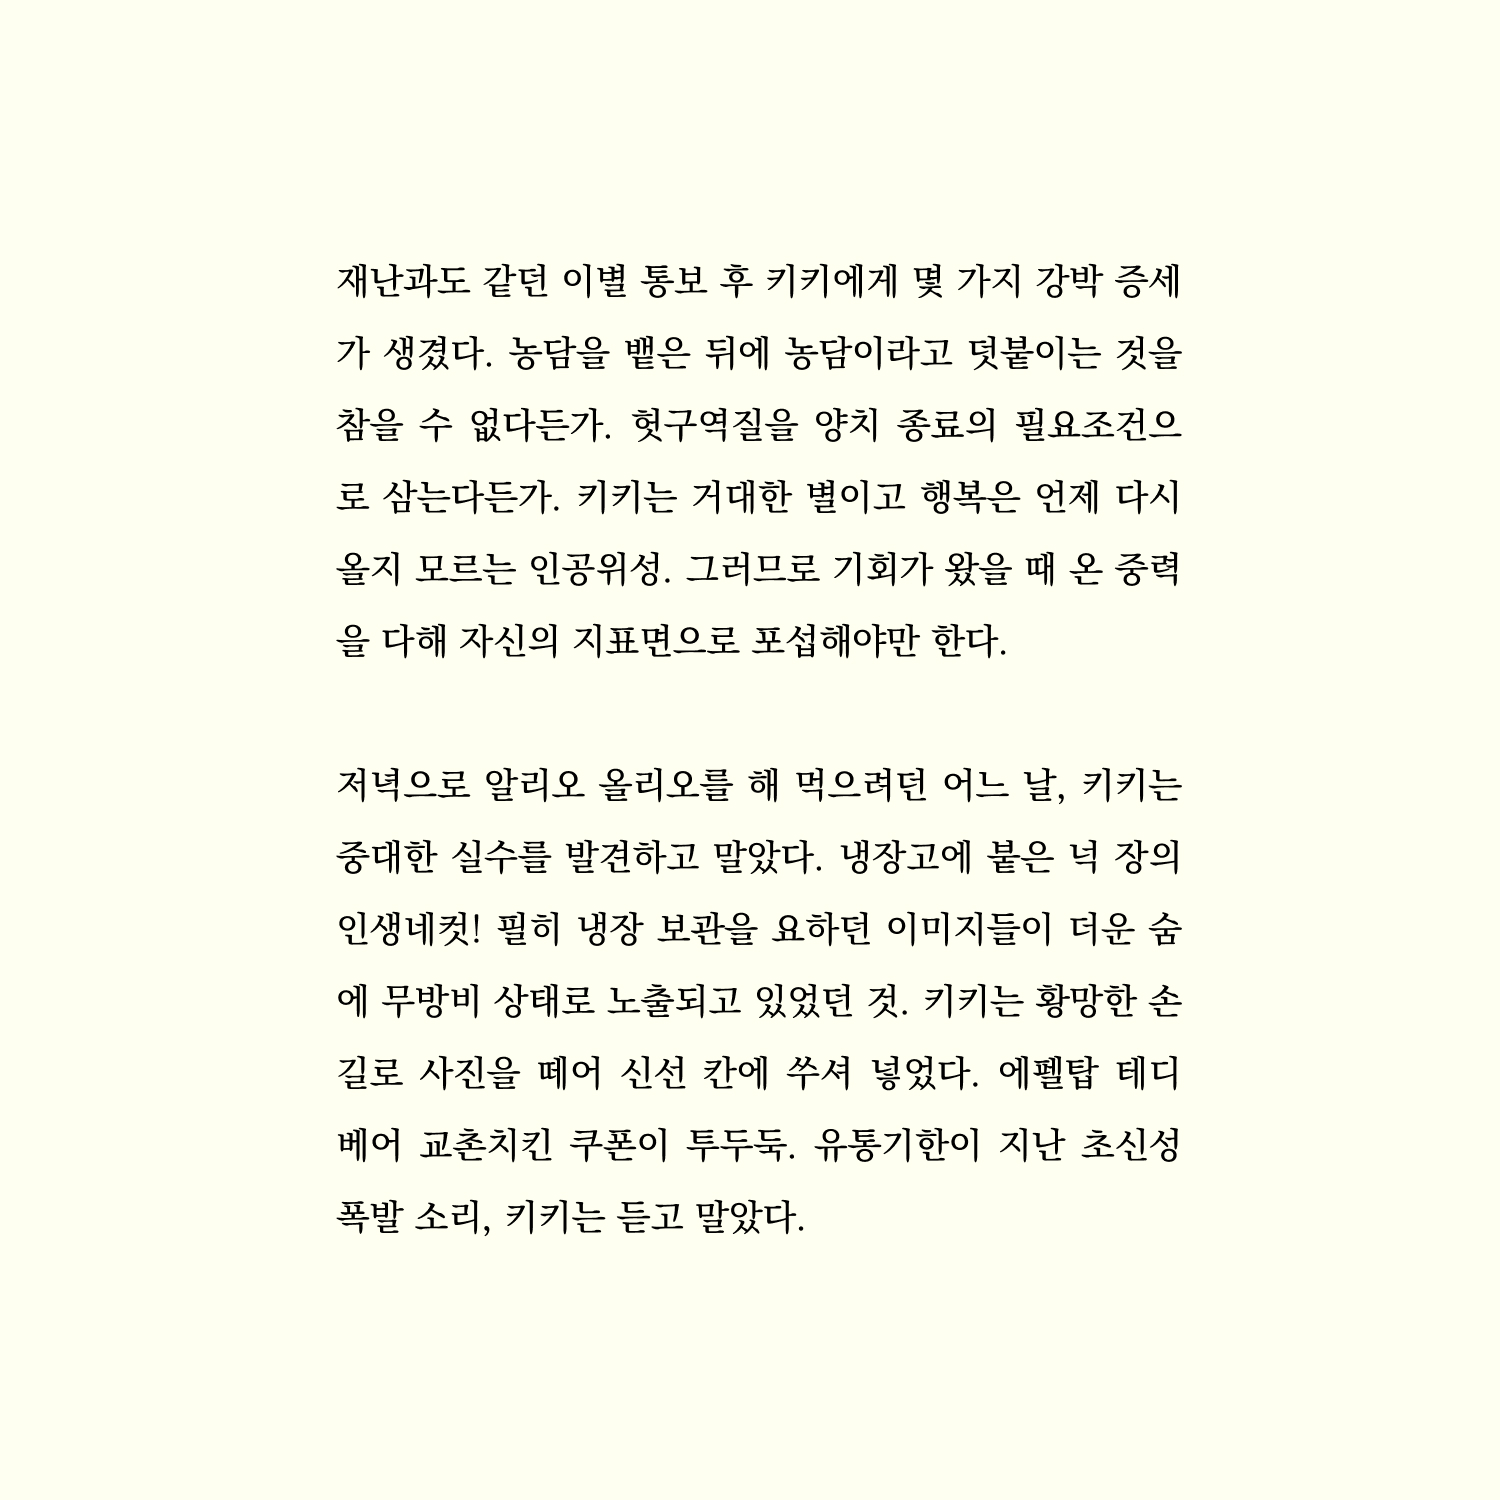 재난과도 같던 이별 통보 후 키키에게 몇 가지 강박 증세
가 생겼다. 농담을 뱉은 뒤에 농담이라고 덧붙이는 것을
참을 수 없다든가. 헛구역질을 양치 종료의 필요조건으
로 삼는다든가. 키키는 거대한 별이고 행복은 언제 다시
올지 모르는 인공위성. 그러므로 기회가 왔을 때 온 중력
을 다해 자신의 지표면으로 포섭해야만 한다.
저녁으로 알리오 올리오를 해 먹으려던 어느 날, 키키는
중대한 실수를 발견하고 말았다. 냉장고에 붙은 넉 장의
인생네컷! 필히 냉장 보관을 요하던 이미지들이 더운 숨
에 무방비 상태로 노출되고 있었던 것. 키키는 황망한 손
길로 사진을 떼어 신선 칸에 쑤셔 넣었다. 에펠탑 테디
베어 교촌치킨 쿠폰이 투두둑. 유통기한이 지난 초신성
폭발 소리, 키키는 듣고 말았다.